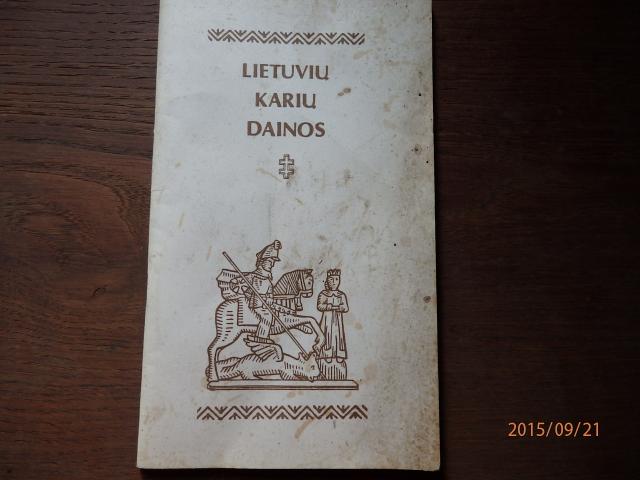 LIETUVIŲ
KARIŲ
DAINOS
2015/09/21